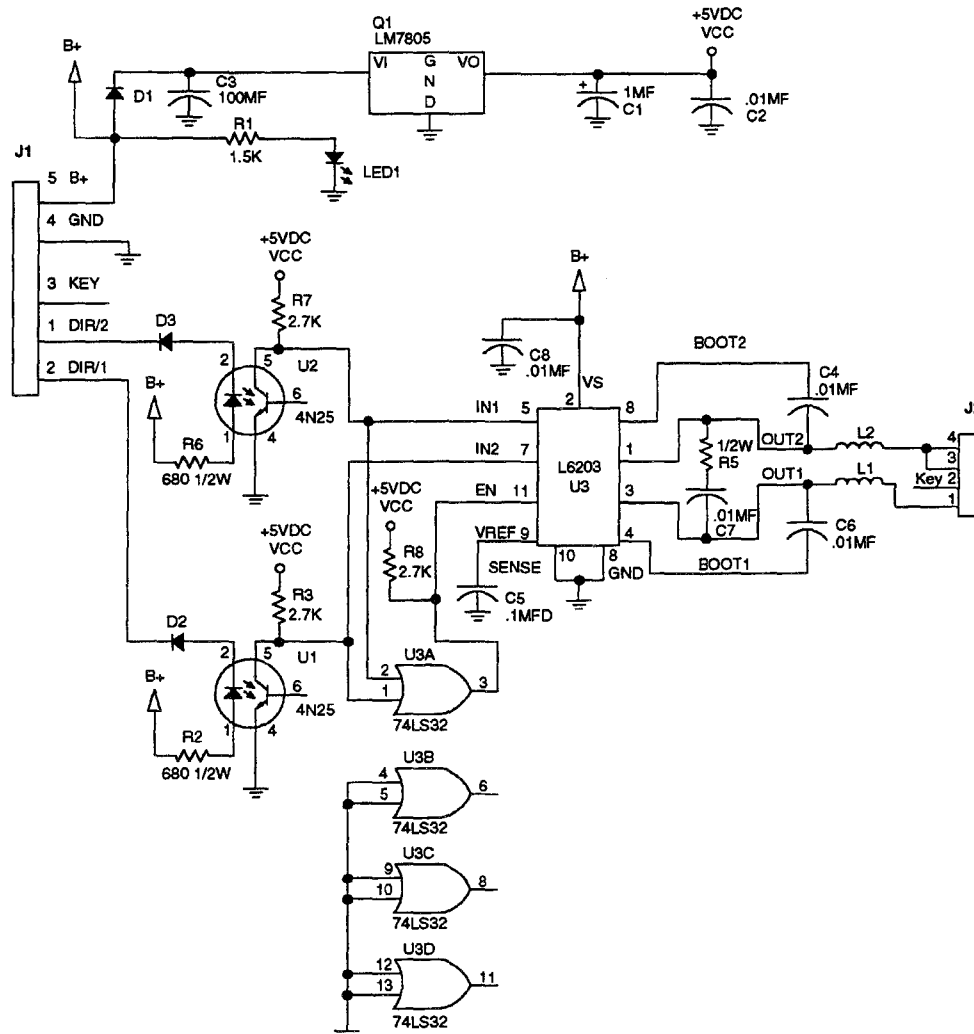 Q1
LM7805
+5VDC
VCC
B+
VI
G
N
D
VO
D1
C3
100MF
+
1MF
C1
.01MF
C2
R1
1.5K
LED1
J1
5 B+
4 GND
3 KEY
1 DIR/2
2 DIR/1
+5VDC
VCC
R7
2.7K
D3
2
5
U2
6
4N25
1
4
B+
R6
680 1/2W
B+
C8
.01MF
VS
2
BOOT2
C4
.01MF
IN1
5
8
IN2
7
1
L6203
U3
EN
11
3
VREF 9
4
10
8
SENSE
GND
1/2W
R5
OUT2
L2
OUT1
L1
.01MF
C7
C6
.01MF
BOOT1
J
4
3
Key 2
1
+5VDC
VCC
R8
2.7K
C5
.1MFD
+5VDC
VCC
R3
2.7K
D2
2
5
U1
6
4N25
1
4
B+
R2
680 1/2W
U3A
2
1
3
74LS32
U3B
4
5
6
74LS32
U3C
9
10
8
74LS32
U3D
12
13
11
74LS32